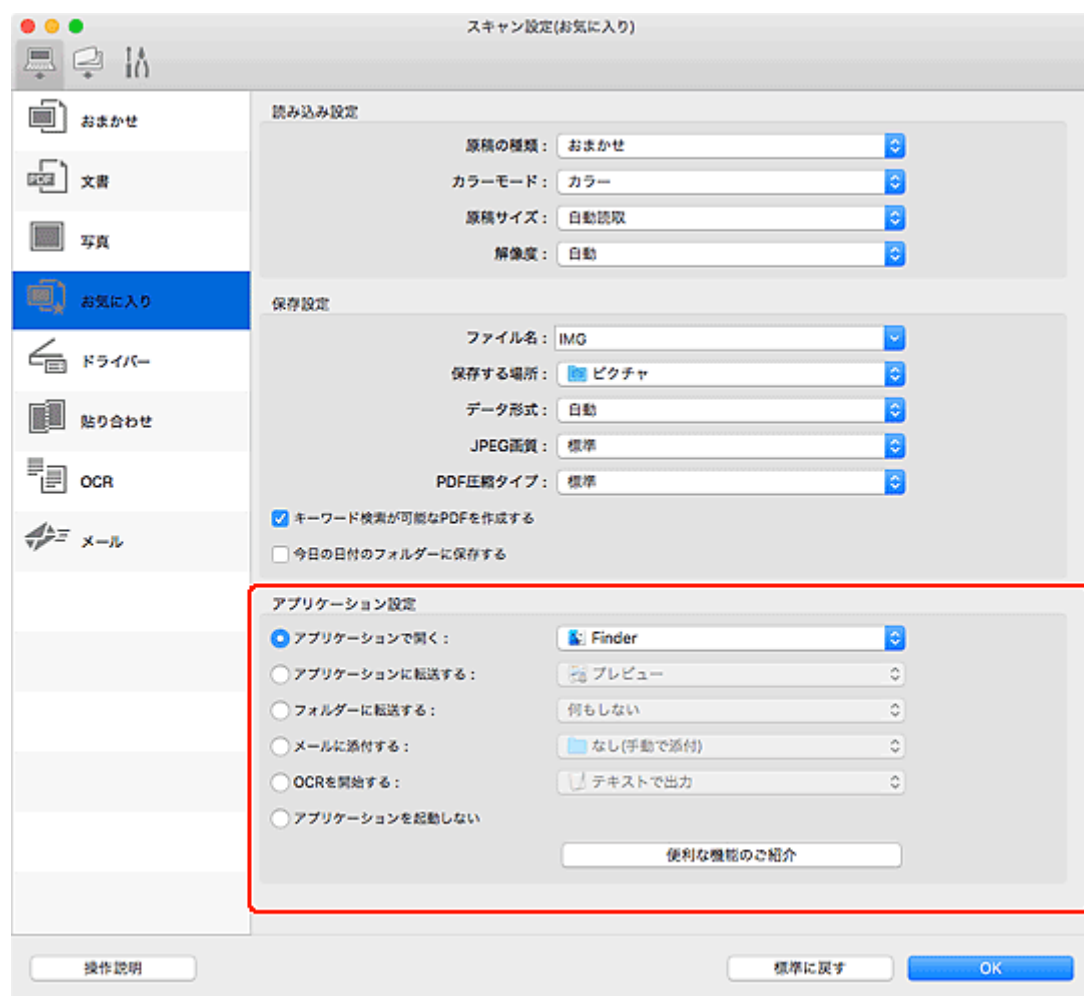 スキャン設定(お気に入り)
おまかせ
文書
写真
お気に入り
ドライバー
貼り合わせ
OCR
メール
読み込み設定
原稿の種類： おまかせ
カラーモード： カラー
原稿サイズ： 自動読取
解像度： 自動
保存設定
ファイル名： IMG
保存する場所： ピクチャ
データ形式： 自動
JPEG画質： 標準
PDF圧縮タイプ： 標準
キーワード検索が可能なPDFを作成する
今日の日付のフォルダーに保存する
アプリケーション設定
アプリケーションで開く： Finder
アプリケーションに転送する： プレビュー
フォルダーに転送する： 何もしない
メールに添付する： なし(手動で添付)
OCRを開始する： テキストで出力
アプリケーションを起動しない
便利な機能のご紹介
操作説明 標準に戻す OK